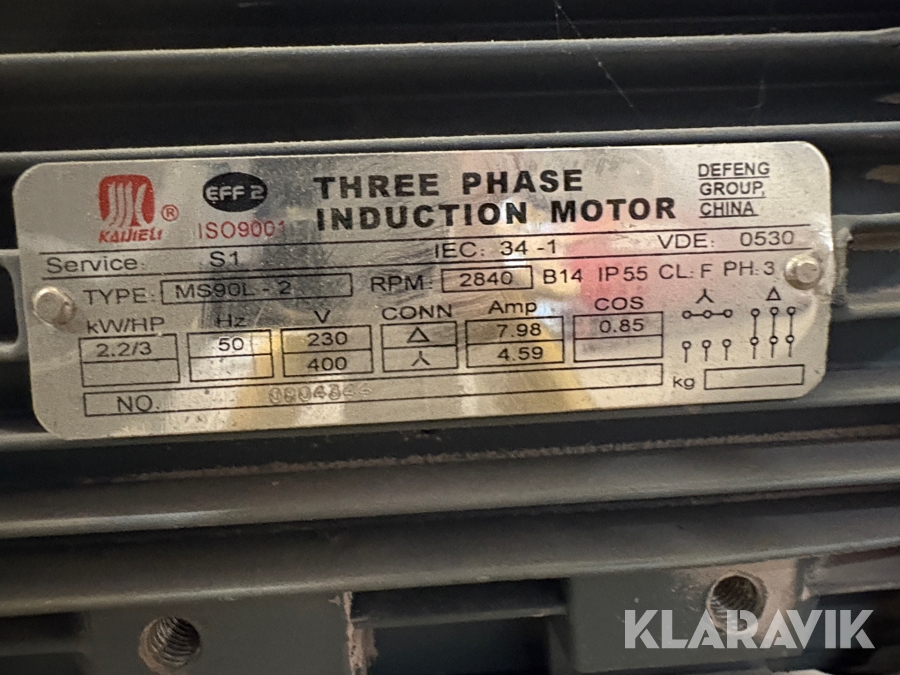 KAIJIELI ®
EFF 2
ISO9001
THREE PHASE
INDUCTION MOTOR
DEFENG
GROUP,
CHINA
Service: S1 IEC: 34-1 VDE: 0530
TYPE: MS90L-2 RPM: 2840 B14 IP55 CL: F PH: 3
kW/HP Hz V CONN Amp COS
2.2/3 50 230 △ 7.98 0.85
400 人 4.59
人 △
NO. kg
KLARAVIK